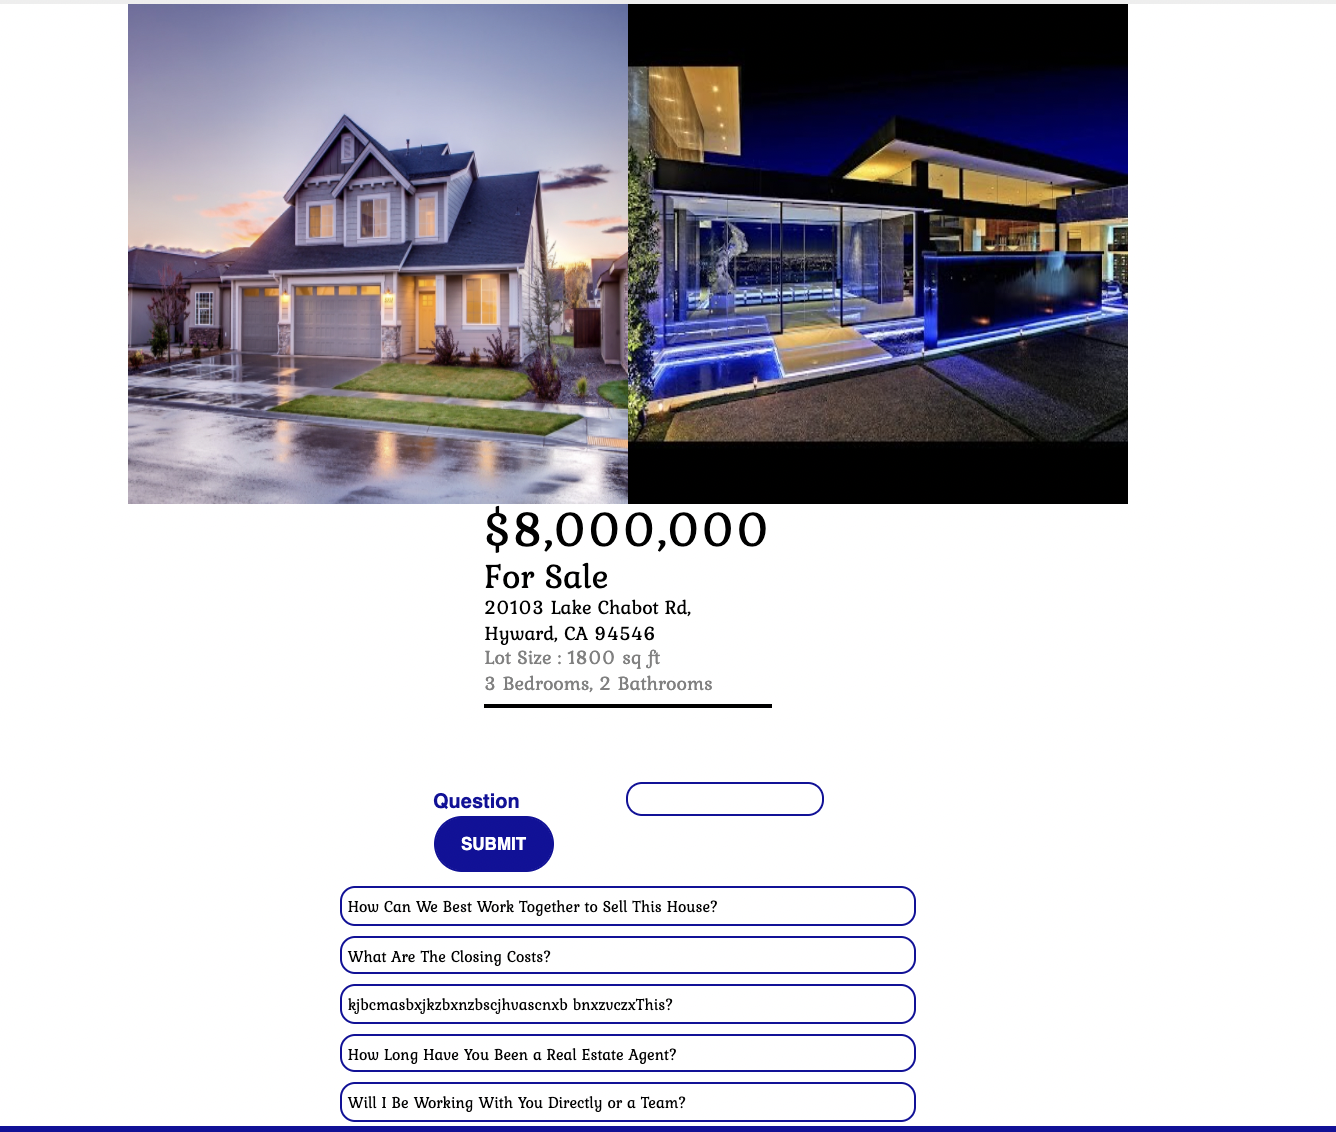 $8,000,000
For Sale
20103 Lake Chabot Rd,
Hyward, CA 94546
Lot Size : 1800 sq ft
3 Bedrooms, 2 Bathrooms
Question
SUBMIT
How Can We Best Work Together to Sell This House?
What Are The Closing Costs?
kjbcmasbxjkzbxnzbscjhvascnxb bnxzvczxThis?
How Long Have You Been a Real Estate Agent?
Will I Be Working With You Directly or a Team?